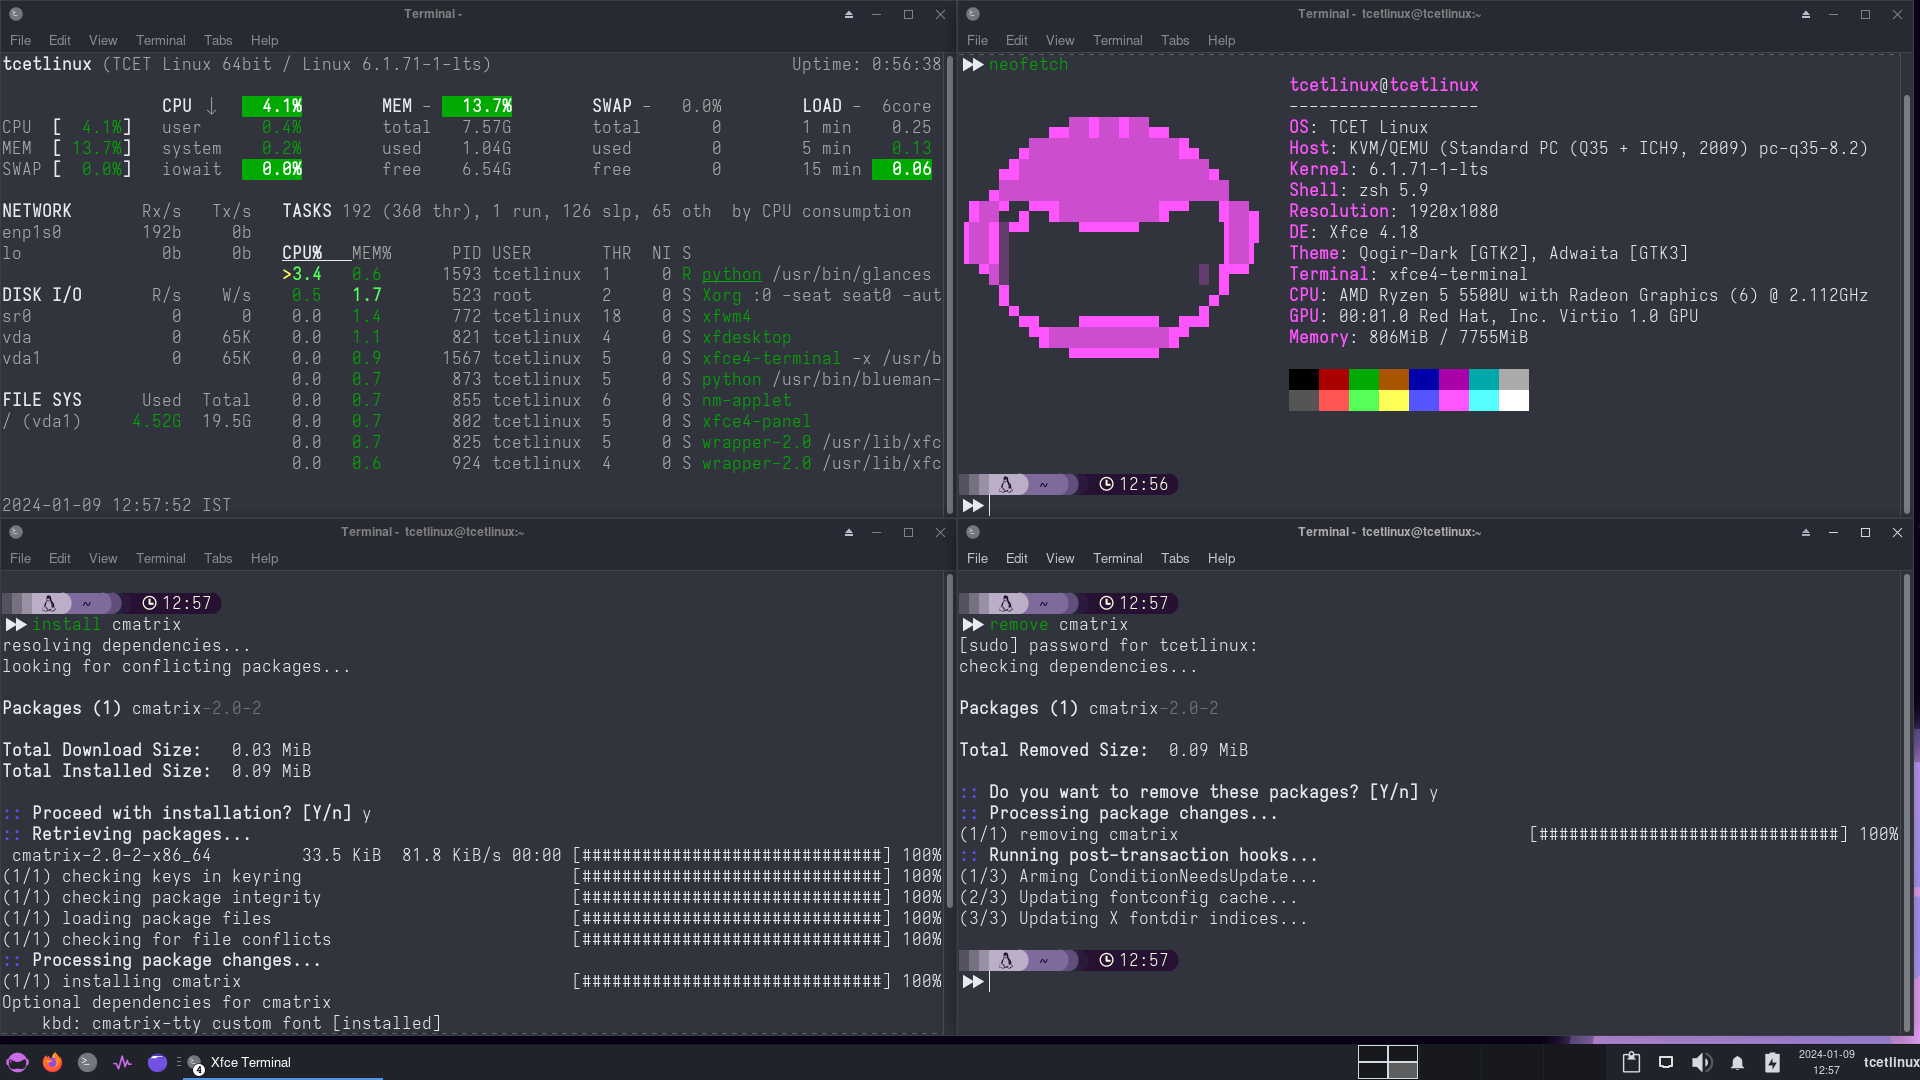 Terminal -
File Edit View Terminal Tabs Help
tcetlinux (TCET Linux 64bit / Linux 6.1.71-1-lts) Uptime: 0:56:38
CPU ↓ 4.1% MEM - 13.7% SWAP - 0.0% LOAD - 6core
CPU [ 4.1%] user 0.4% total 7.57G total 0 1 min 0.25
MEM [ 13.7%] system 0.2% used 1.04G used 0 5 min 0.13
SWAP [ 0.0%] iowait 0.0% free 6.54G free 0 15 min 0.06
NETWORK Rx/s Tx/s TASKS 192 (360 thr), 1 run, 126 slp, 65 oth by CPU consumption
enp1s0 192b 0b
lo 0b 0b CPU% MEM% PID USER THR NI S
>3.4 0.6 1593 tcetlinux 1 0 R python /usr/bin/glances
DISK I/O R/s W/s 0.5 1.7 523 root 2 0 S Xorg :0 -seat seat0 -aut
sr0 0 0 0.0 1.4 772 tcetlinux 18 0 S xfwm4
vda 0 65K 0.0 1.1 821 tcetlinux 4 0 S xfdesktop
vda1 0 65K 0.0 0.9 1567 tcetlinux 5 0 S xfce4-terminal -x /usr/b
0.0 0.7 873 tcetlinux 5 0 S python /usr/bin/blueman-
FILE SYS Used Total 0.0 0.7 855 tcetlinux 6 0 S nm-applet
/ (vda1) 4.52G 19.5G 0.0 0.7 802 tcetlinux 5 0 S xfce4-panel
0.0 0.7 825 tcetlinux 5 0 S wrapper-2.0 /usr/lib/xfc
0.0 0.6 924 tcetlinux 4 0 S wrapper-2.0 /usr/lib/xfc
2024-01-09 12:57:52 IST
Terminal - tcetlinux@tcetlinux:~
File Edit View Terminal Tabs Help
neofetch
tcetlinux@tcetlinux
-------------------
OS: TCET Linux
Host: KVM/QEMU (Standard PC (Q35 + ICH9, 2009) pc-q35-8.2)
Kernel: 6.1.71-1-lts
Shell: zsh 5.9
Resolution: 1920x1080
DE: Xfce 4.18
Theme: Qogir-Dark [GTK2], Adwaita [GTK3]
Terminal: xfce4-terminal
CPU: AMD Ryzen 5 5500U with Radeon Graphics (6) @ 2.112GHz
GPU: 00:01.0 Red Hat, Inc. Virtio 1.0 GPU
Memory: 806MiB / 7755MiB
~ 12:56
Terminal - tcetlinux@tcetlinux:~
File Edit View Terminal Tabs Help
~ 12:57
install cmatrix
resolving dependencies...
looking for conflicting packages...
Packages (1) cmatrix-2.0-2
Total Download Size: 0.03 MiB
Total Installed Size: 0.09 MiB
:: Proceed with installation? [Y/n] y
:: Retrieving packages...
cmatrix-2.0-2-x86_64 33.5 KiB 81.8 KiB/s 00:00 [##############################] 100%
(1/1) checking keys in keyring [##############################] 100%
(1/1) checking package integrity [##############################] 100%
(1/1) loading package files [##############################] 100%
(1/1) checking for file conflicts [##############################] 100%
:: Processing package changes...
(1/1) installing cmatrix [##############################] 100%
Optional dependencies for cmatrix
kbd: cmatrix-tty custom font [installed]
Terminal - tcetlinux@tcetlinux:~
File Edit View Terminal Tabs Help
~ 12:57
remove cmatrix
[sudo] password for tcetlinux:
checking dependencies...
Packages (1) cmatrix-2.0-2
Total Removed Size: 0.09 MiB
:: Do you want to remove these packages? [Y/n] y
:: Processing package changes...
(1/1) removing cmatrix [##############################] 100%
:: Running post-transaction hooks...
(1/3) Arming ConditionNeedsUpdate...
(2/3) Updating fontconfig cache...
(3/3) Updating X fontdir indices...
~ 12:57
4 Xfce Terminal
2024-01-09
12:57
tcetlinux